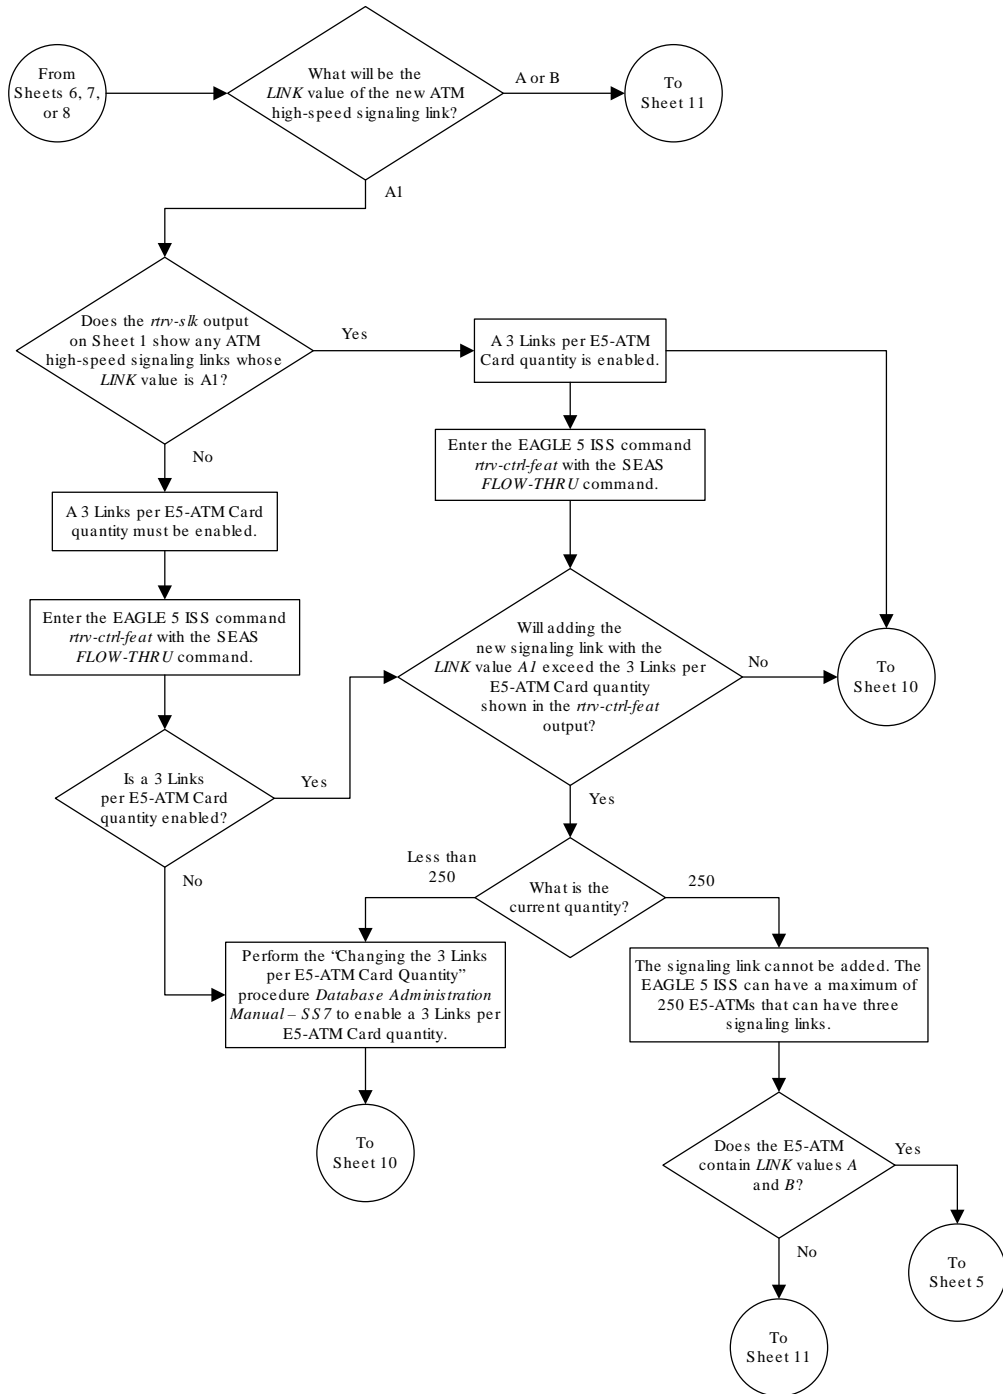 From
Sheets 6, 7,
or 8
What will be the
LINK value of the new ATM
high-speed signaling link?
A or B
To
Sheet 11
A1
Does the rtrv-slk output
on Sheet 1 show any ATM
high-speed signaling links whose
LINK value is A1?
Yes
A 3 Links per E5-ATM
Card quantity is enabled.
Enter the EAGLE 5 ISS command
rtrv-ctrl-feat with the SEAS
FLOW-THRU command.
No
A 3 Links per E5-ATM Card
quantity must be enabled.
Enter the EAGLE 5 ISS command
rtrv-ctrl-feat with the SEAS
FLOW-THRU command.
Will adding the
new signaling link with the
LINK value A1 exceed the 3 Links per
E5-ATM Card quantity
shown in the rtrv-ctrl-feat
output?
No
To
Sheet 10
Is a 3 Links
per E5-ATM Card
quantity enabled?
Yes
Yes
No
Less than
250
What is the
current quantity?
250
Perform the “Changing the 3 Links
per E5-ATM Card Quantity”
procedure Database Administration
Manual – SS7 to enable a 3 Links per
E5-ATM Card quantity.
The signaling link cannot be added. The
EAGLE 5 ISS can have a maximum of
250 E5-ATMs that can have three
signaling links.
To
Sheet 10
Does the E5-ATM
contain LINK values A
and B?
Yes
No
To
Sheet 5
To
Sheet 11